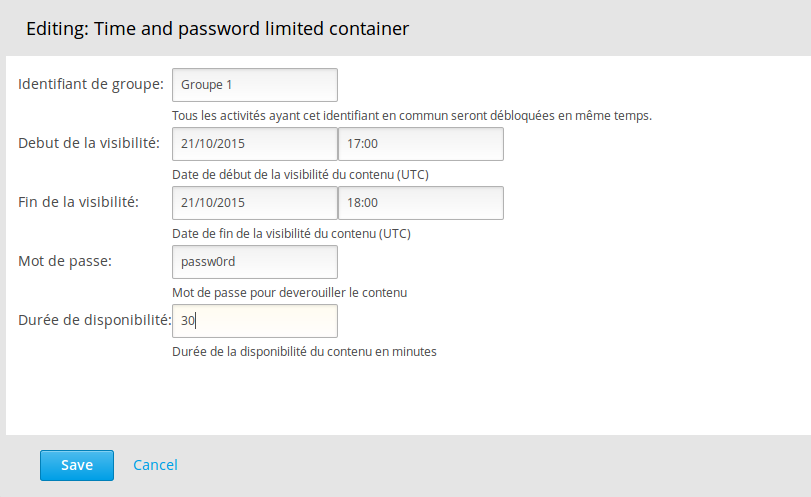 Editing: Time and password limited container
Identifiant de groupe: Groupe 1
Tous les activités ayant cet identifiant en commun seront débloquées en même temps.
Debut de la visibilité: 21/10/2015 17:00
Date de début de la visibilité du contenu (UTC)
Fin de la visibilité: 21/10/2015 18:00
Date de fin de la visibilité du contenu (UTC)
Mot de passe: passw0rd
Mot de passe pour deverouiller le contenu
Durée de disponibilité: 30
Durée de la disponibilité du contenu en minutes
Save Cancel